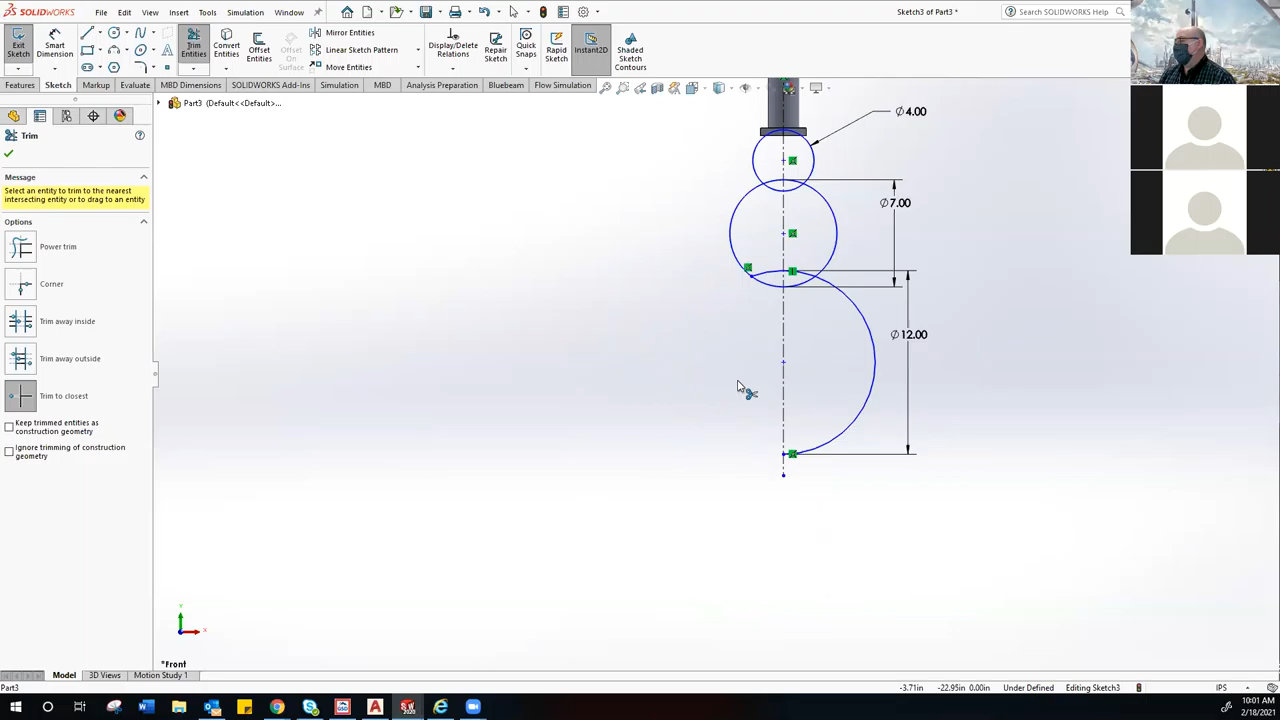 SOLIDWORKS
File
Edit
View
Insert
Tools
Simulation
Window
Sketch3 of Part3 *
Search SOLIDWORKS Help
Exit Sketch
Smart Dimension
Trim Entities
Convert Entities
Offset Entities
Offset On Surface
Mirror Entities
Linear Sketch Pattern
Move Entities
Display/Delete Relations
Repair Sketch
Quick Snaps
Rapid Sketch
Instant2D
Shaded Sketch Contours
Features
Sketch
Markup
Evaluate
MBD Dimensions
SOLIDWORKS Add-Ins
Simulation
MBD
Analysis Preparation
Bluebeam
Flow Simulation
Part3 (Default<<Default>...
Trim
Message
Select an entity to trim to the nearest
intersecting entity or to drag to an entity
Options
Power trim
Corner
Trim away inside
Trim away outside
Trim to closest
Keep trimmed entities as
construction geometry
Ignore trimming of construction
geometry
Ø4.00
Ø7.00
Ø12.00
Y
X
*Front
Model
3D Views
Motion Study 1
Part3
-3.71in
-22.95in 0.00in
Under Defined
Editing Sketch3
IPS
10:01 AM
2/18/2021